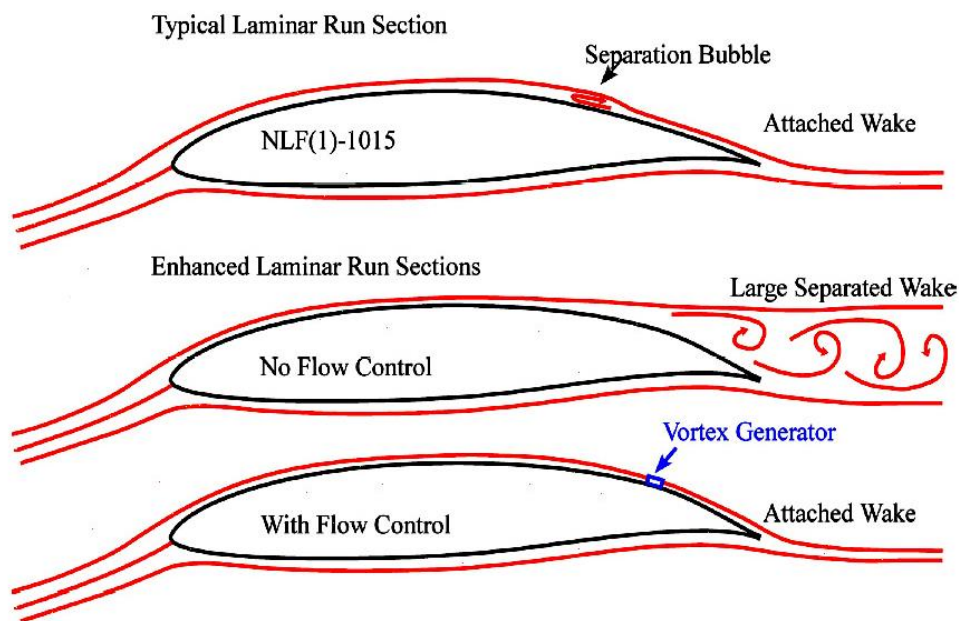 Typical Laminar Run Section
Separation Bubble
Attached Wake
NLF(1)-1015
Enhanced Laminar Run Sections
Large Separated Wake
No Flow Control
Vortex Generator
With Flow Control
Attached Wake